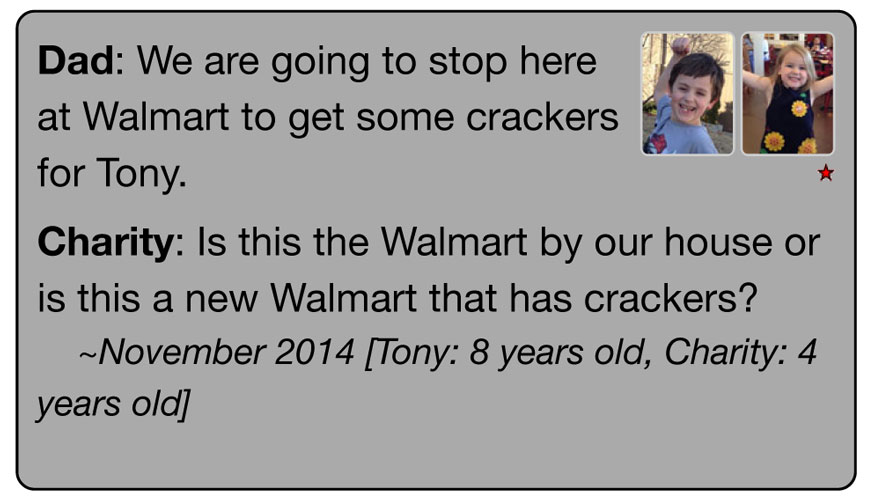 Dad: We are going to stop here
at Walmart to get some crackers
for Tony.
Charity: Is this the Walmart by our house or
is this a new Walmart that has crackers?
~November 2014 [Tony: 8 years old, Charity: 4
years old]